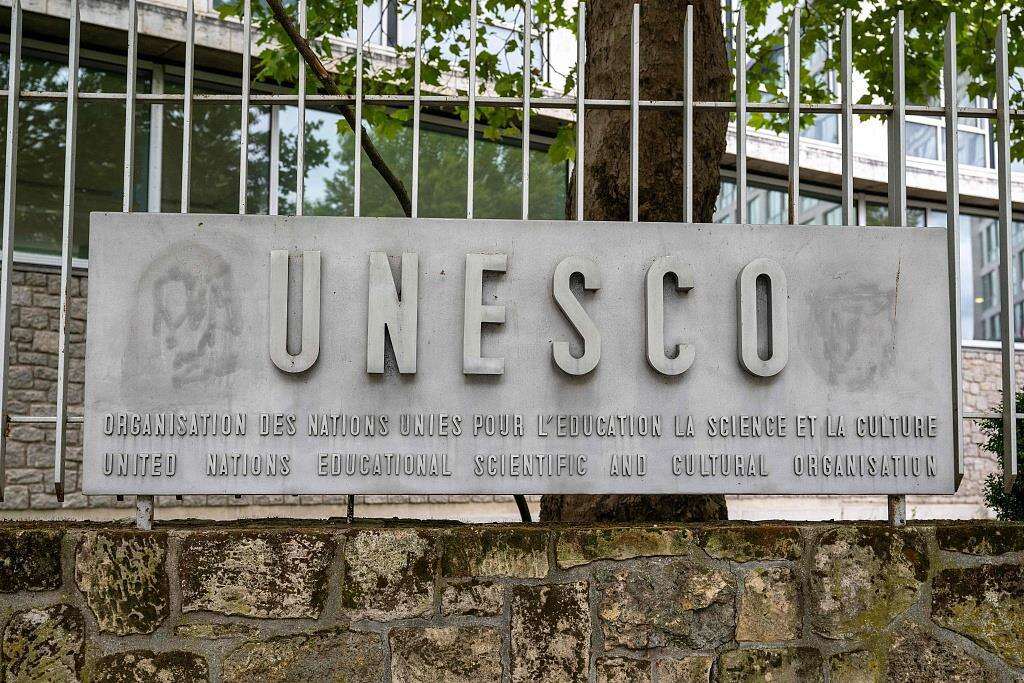 UNESCO
ORGANISATION DES NATIONS UNIES POUR L'EDUCATION LA SCIENCE ET LA CULTURE
UNITED NATIONS EDUCATIONAL SCIENTIFIC AND CULTURAL ORGANISATION